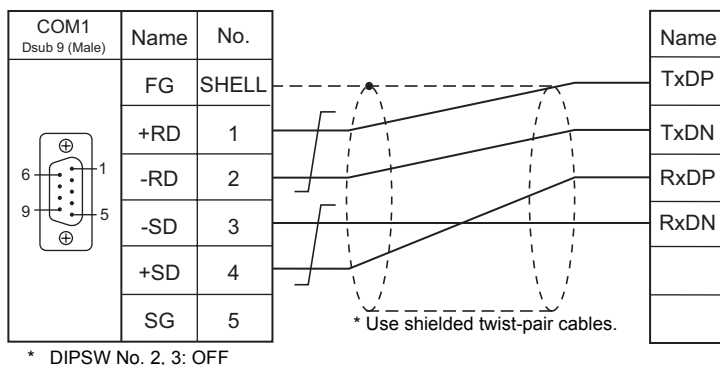 COM1
Dsub 9 (Male)
Name No.
Name
FG SHELL
TxDP
+RD 1
TxDN
-RD 2
RxDP
-SD 3
RxDN
+SD 4
SG 5
6
1
9
5
* Use shielded twist-pair cables.
* DIPSW No. 2, 3: OFF